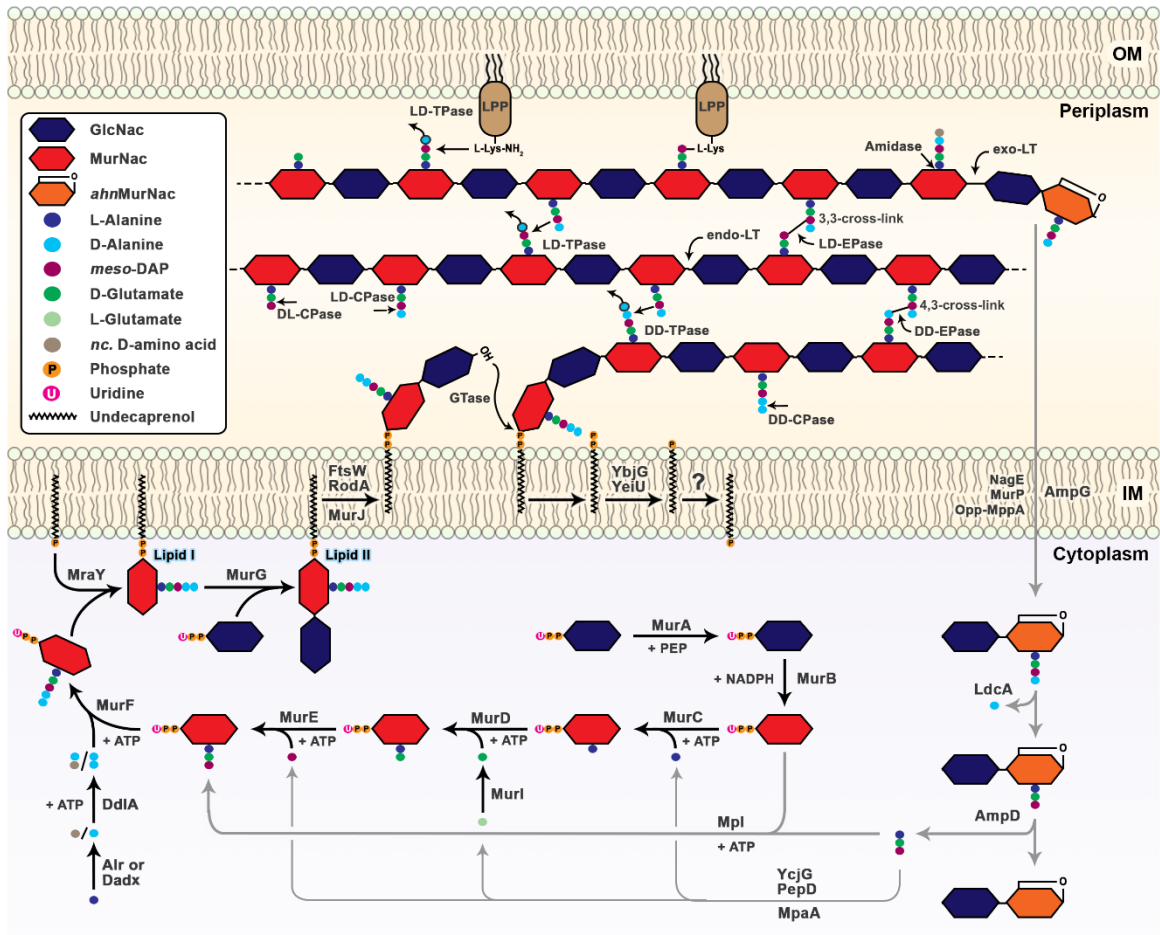 OM
LPP
LPP
LD-TPase
L-Lys-NH2
L-Lys
Periplasm
GlcNac
MurNac
ahnMurNac
L-Alanine
D-Alanine
meso-DAP
D-Glutamate
L-Glutamate
nc. D-amino acid
P Phosphate
U Uridine
Undecaprenol
Amidase
exo-LT
O
3,3-cross-link
LD-TPase
endo-LT
LD-EPase
LD-CPase
DL-CPase
4,3-cross-link
DD-TPase
DD-EPase
OH
GTase
DD-CPase
P
P
P
P
P
P
P
FtsW
RodA
MurJ
YbjG
YeiU
?
NagE
MurP
Opp-MppA
AmpG
IM
P
P
P
P
P
P
Cytoplasm
Lipid I
Lipid II
MraY
MurG
U P P
U P P
U P P
MurA
+ PEP
U P P
O
+ NADPH
MurB
LdcA
MurF
+ ATP
U P P
MurE
+ ATP
U P P
MurD
+ ATP
U P P
MurC
+ ATP
U P P
O
/
+ ATP
DdlA
MurI
AmpD
/
Mpl
+ ATP
Alr or
Dadx
YcjG
PepD
MpaA
O